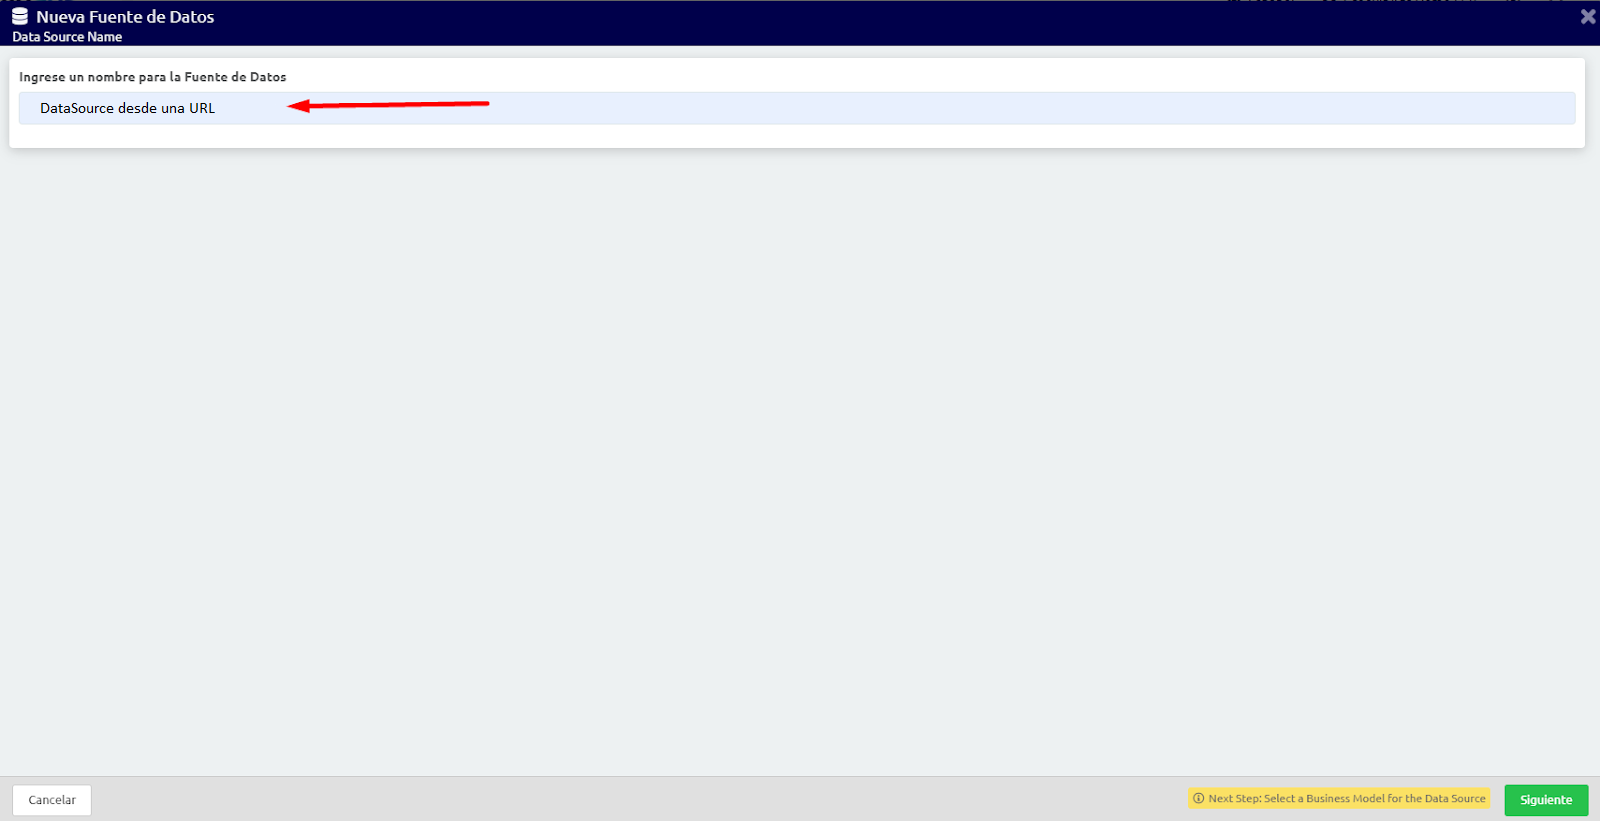 Nueva Fuente de Datos
Data Source Name
Ingrese un nombre para la Fuente de Datos
DataSource desde una URL
Cancelar
Next Step: Select a Business Model for the Data Source
Siguiente